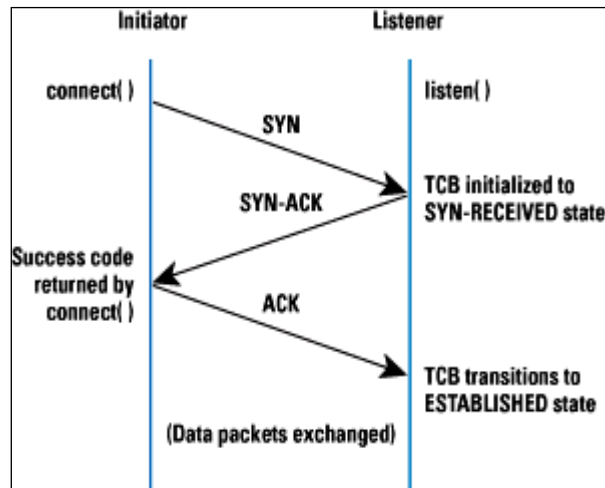 Initiator
Listener
connect( )
listen( )
SYN
TCB initialized to
SYN-RECEIVED state
SYN-ACK
Success code
returned by
connect( )
ACK
TCB transitions to
ESTABLISHED state
(Data packets exchanged)